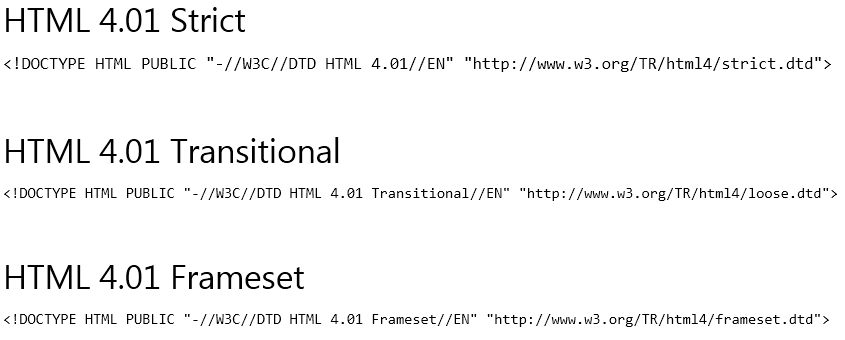 HTML 4.01 Strict
<!DOCTYPE HTML PUBLIC "-//W3C//DTD HTML 4.01//EN" "http://www.w3.org/TR/html4/strict.dtd">
HTML 4.01 Transitional
<!DOCTYPE HTML PUBLIC "-//W3C//DTD HTML 4.01 Transitional//EN" "http://www.w3.org/TR/html4/loose.dtd">
HTML 4.01 Frameset
<!DOCTYPE HTML PUBLIC "-//W3C//DTD HTML 4.01 Frameset//EN" "http://www.w3.org/TR/html4/frameset.dtd">